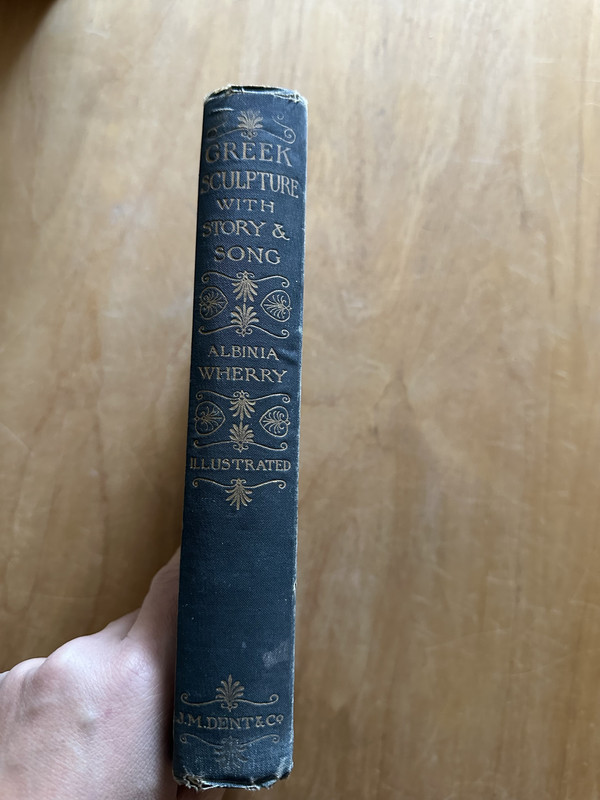 GREEK
SCULPTURE
WITH
STORY &
SONG
ALBINIA
WHERRY
ILLUSTRATED
J.M. DENT & Co